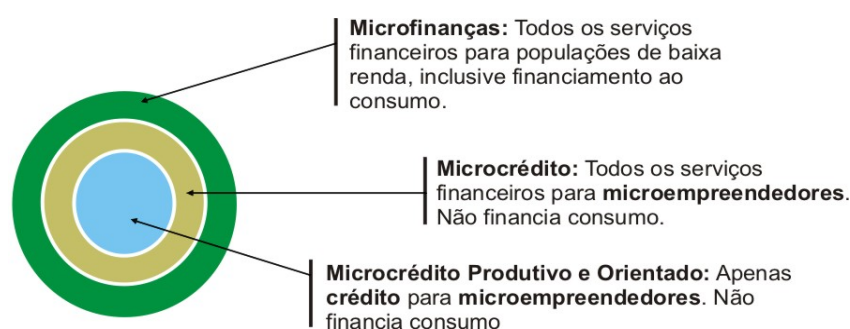 Microfinanças: Todos os serviços
financeiros para populações de baixa
renda, inclusive financiamento ao
consumo.
Microcrédito: Todos os serviços
financeiros para microempreendedores.
Não financia consumo.
Microcrédito Produtivo e Orientado: Apenas
crédito para microempreendedores. Não
financia consumo